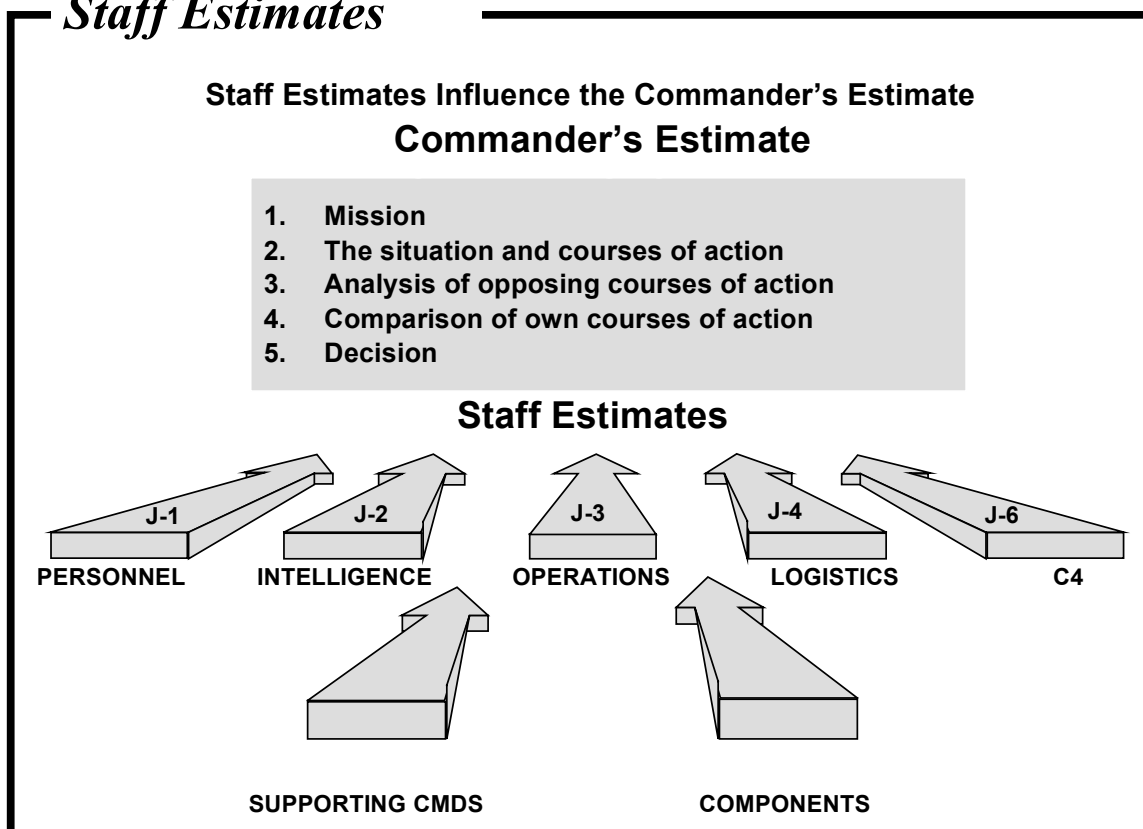 Staff Estimates
Staff Estimates Influence the Commander's Estimate
Commander's Estimate
1. Mission
2. The situation and courses of action
3. Analysis of opposing courses of action
4. Comparison of own courses of action
5. Decision
Staff Estimates
J-1 J-2 J-3 J-4 J-6
PERSONNEL INTELLIGENCE OPERATIONS LOGISTICS C4
SUPPORTING CMDS COMPONENTS